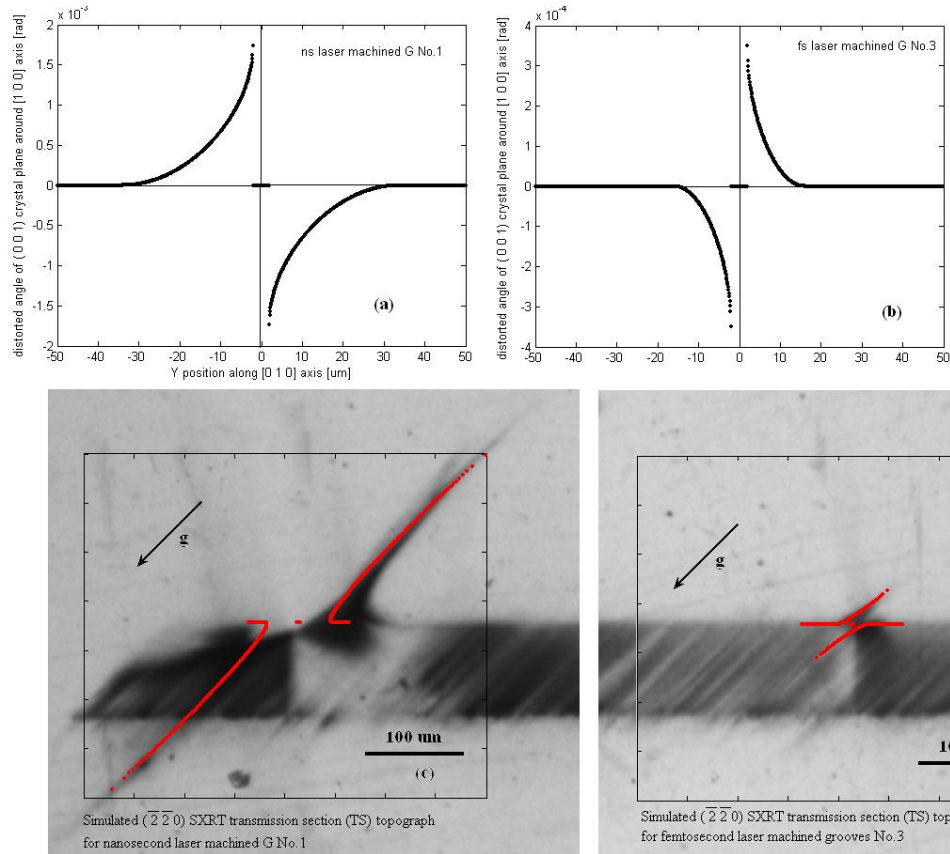 x 10⁻³
2
1.5
1
0.5
0
-0.5
-1
-1.5
-2
-50 -40 -30 -20 -10 0 10 20 30 40 50
distorted angle of (0 0 1) crystal plane around [1 0 0] axis [rad]
Y position along [0 1 0] axis [um]
ns laser machined G No.1
(a)
x 10⁻⁴
4
3
2
1
0
-1
-2
-3
-4
-50 -40 -30 -20 -10 0 10 20 30 40 50
distorted angle of (0 0 1) crystal plane around [1 0 0] axis [rad]
fs laser machined G No.3
(b)
g
100 um
(c)
Simulated (2̅ 2̅ 0) SXRT transmission section (TS) topograph
for nanosecond laser machined G No.1
g
Simulated (2̅ 2̅ 0) SXRT transmission section (TS)
for femtosecond laser machined grooves No.3